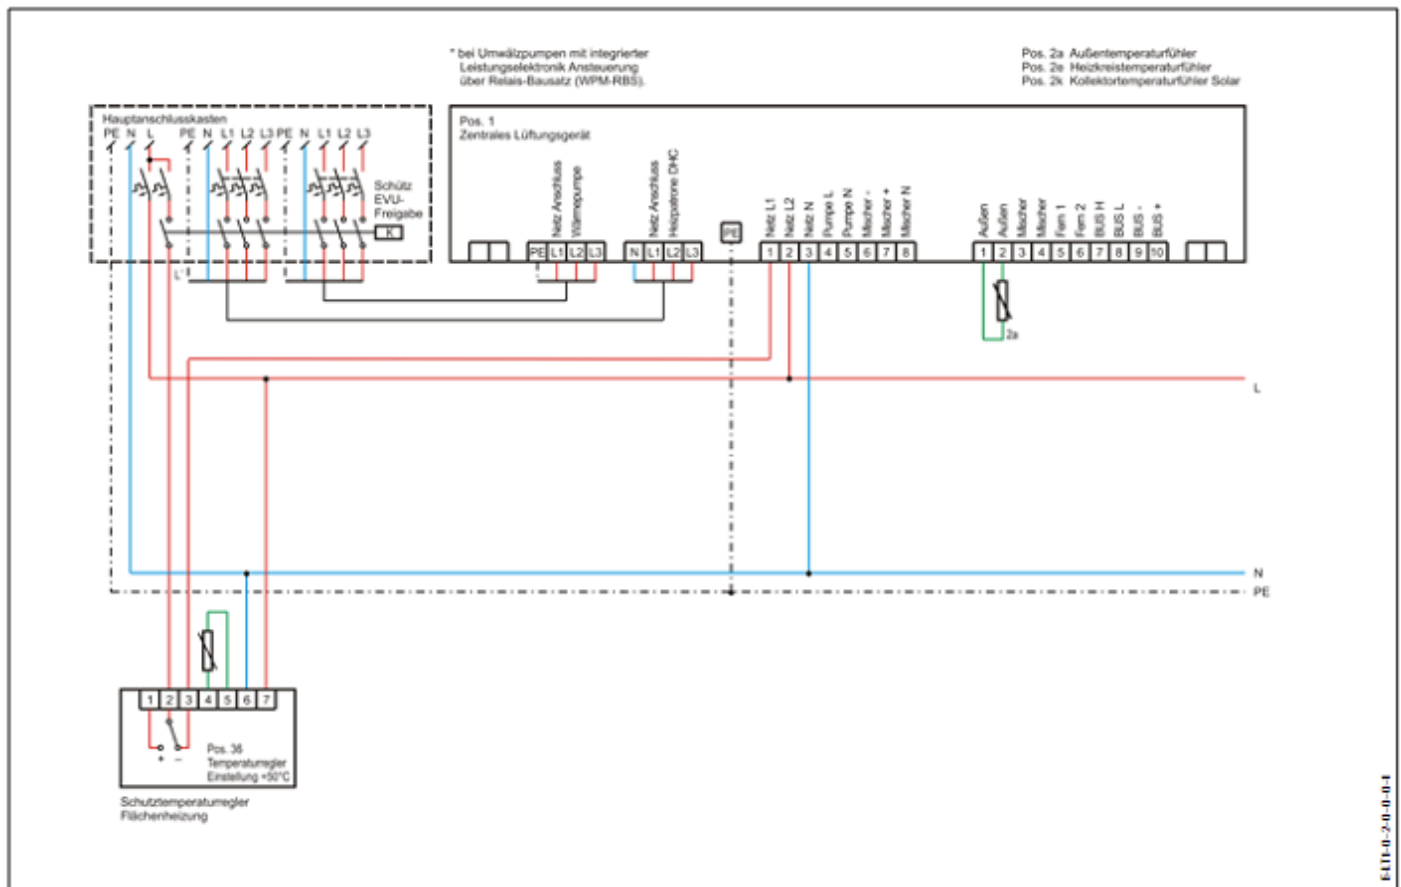 * bei Umwälzpumpen mit integrierter
Leistungselektronik Ansteuerung
über Relais-Bausatz (WPM-RBS).
Pos. 2a Außentemperaturfühler
Pos. 2e Heizkreistemperaturfühler
Pos. 2k Kollektortemperaturfühler Solar
Hauptanschlusskasten
PE N L PE N L1 L2 L3 PE N L1 L2 L3
Schütz
EVU-
Freigabe
K
L'
Pos. 1
Zentrales Lüftungsgerät
Netz Anschluss
Wärmepumpe
PE L1 L2 L3
Netz Anschluss
Heizpatrone DHC
N L1 L2 L3
PE
Netz L1
Netz L2
Netz N
Pumpe L
Pumpe N
Mischer -
Mischer +
Mischer N
1 2 3 4 5 6 7 8
Außen
Außen
Mischer
Mischer
Fern 1
Fern 2
BUS H
BUS L
BUS -
BUS +
1 2 3 4 5 6 7 8 9 10
2a
L
N
PE
1 2 3 4 5 6 7
+ –
Pos. 36
Temperaturregler
Einstellung +50°C
Schutztemperaturregler
Flächenheizung